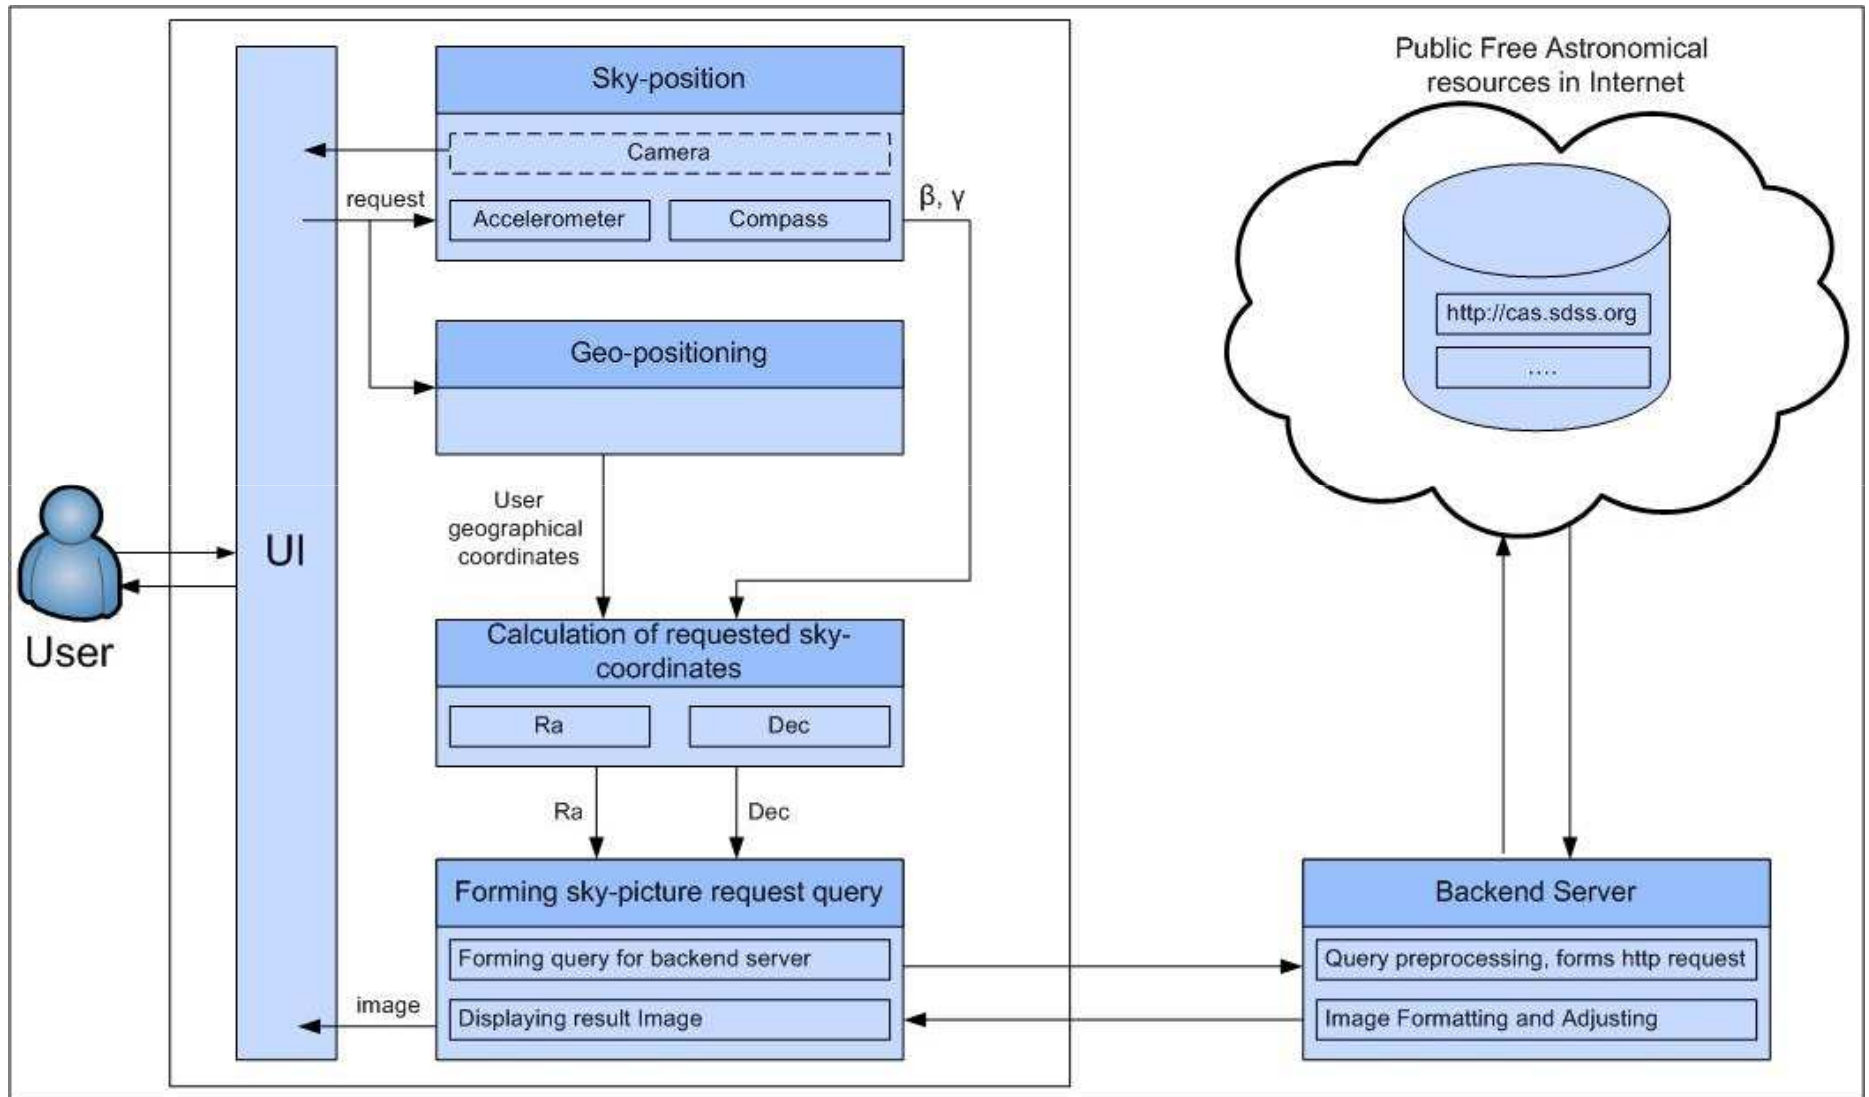 Sky-position
Camera
request
Accelerometer
Compass
β, γ
Geo-positioning
User
geographical
coordinates
UI
User
Calculation of requested sky-
coordinates
Ra
Dec
Ra
Dec
Forming sky-picture request query
Forming query for backend server
image
Displaying result Image
Public Free Astronomical
resources in Internet
http://cas.sdss.org
....
Backend Server
Query preprocessing, forms http request
Image Formatting and Adjusting